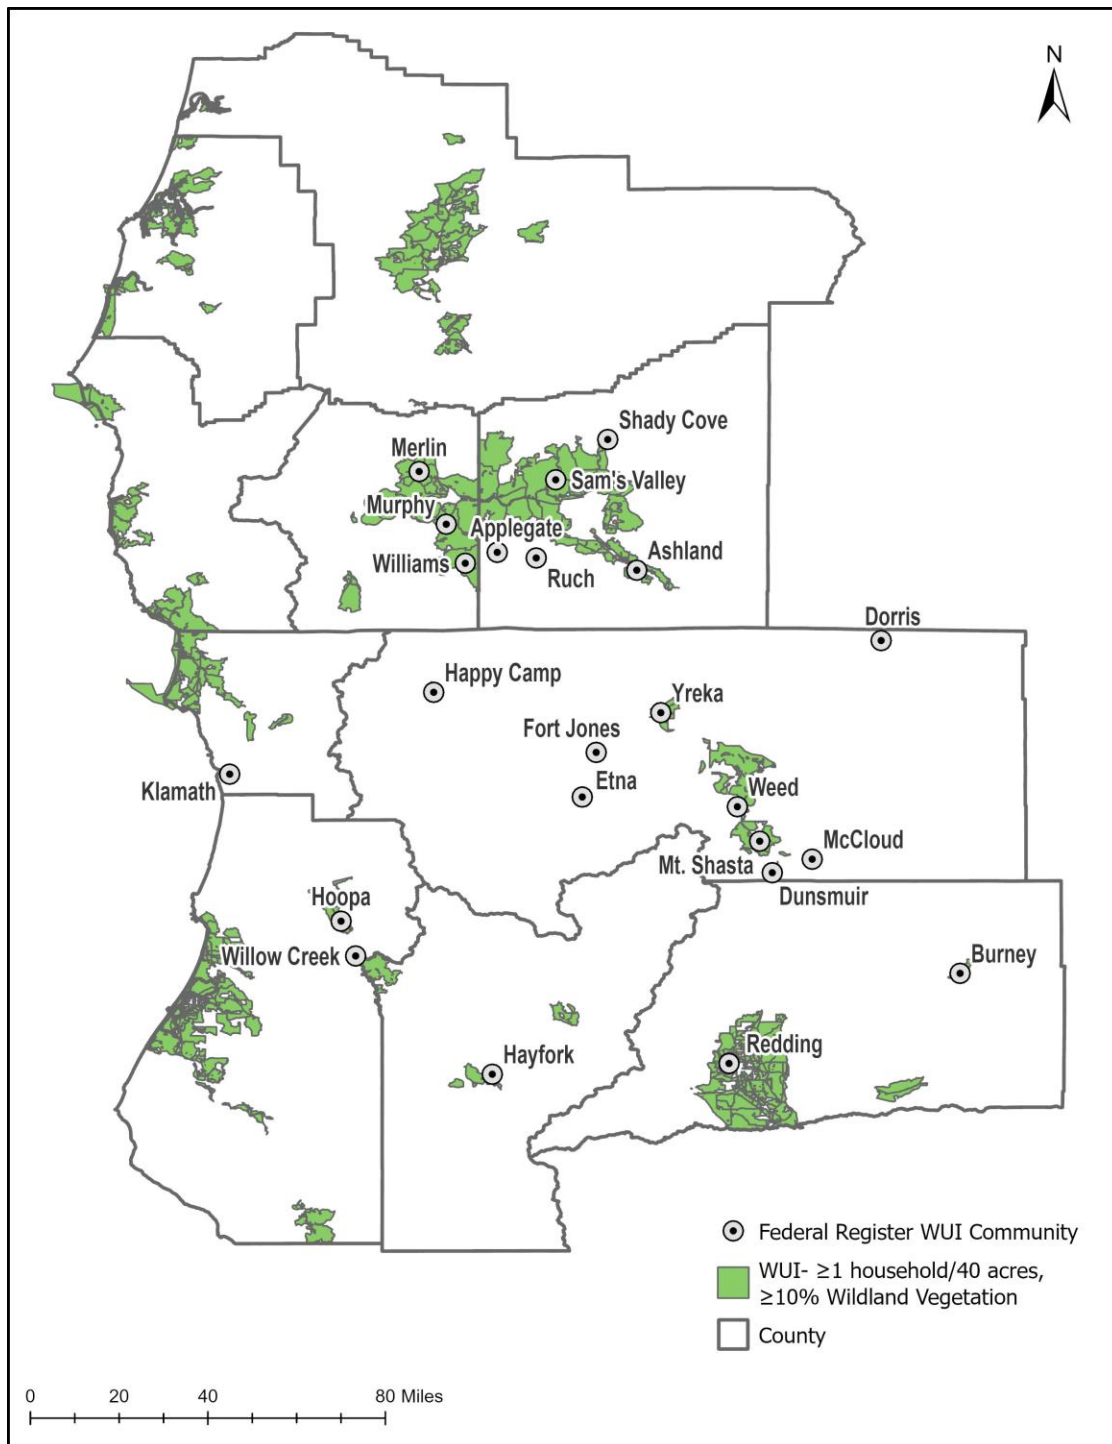 N
Shady Cove
Merlin
Sam's Valley
Murphy
Applegate
Williams
Ruch
Ashland
Dorris
Happy Camp
Yreka
Fort Jones
Etna
Klamath
Weed
McCloud
Mt. Shasta
Dunsmuir
Hoopa
Willow Creek
Burney
Redding
Hayfork
Federal Register WUI Community
WUI- ≥1 household/40 acres,
≥10% Wildland Vegetation
County
0 20 40 80 Miles